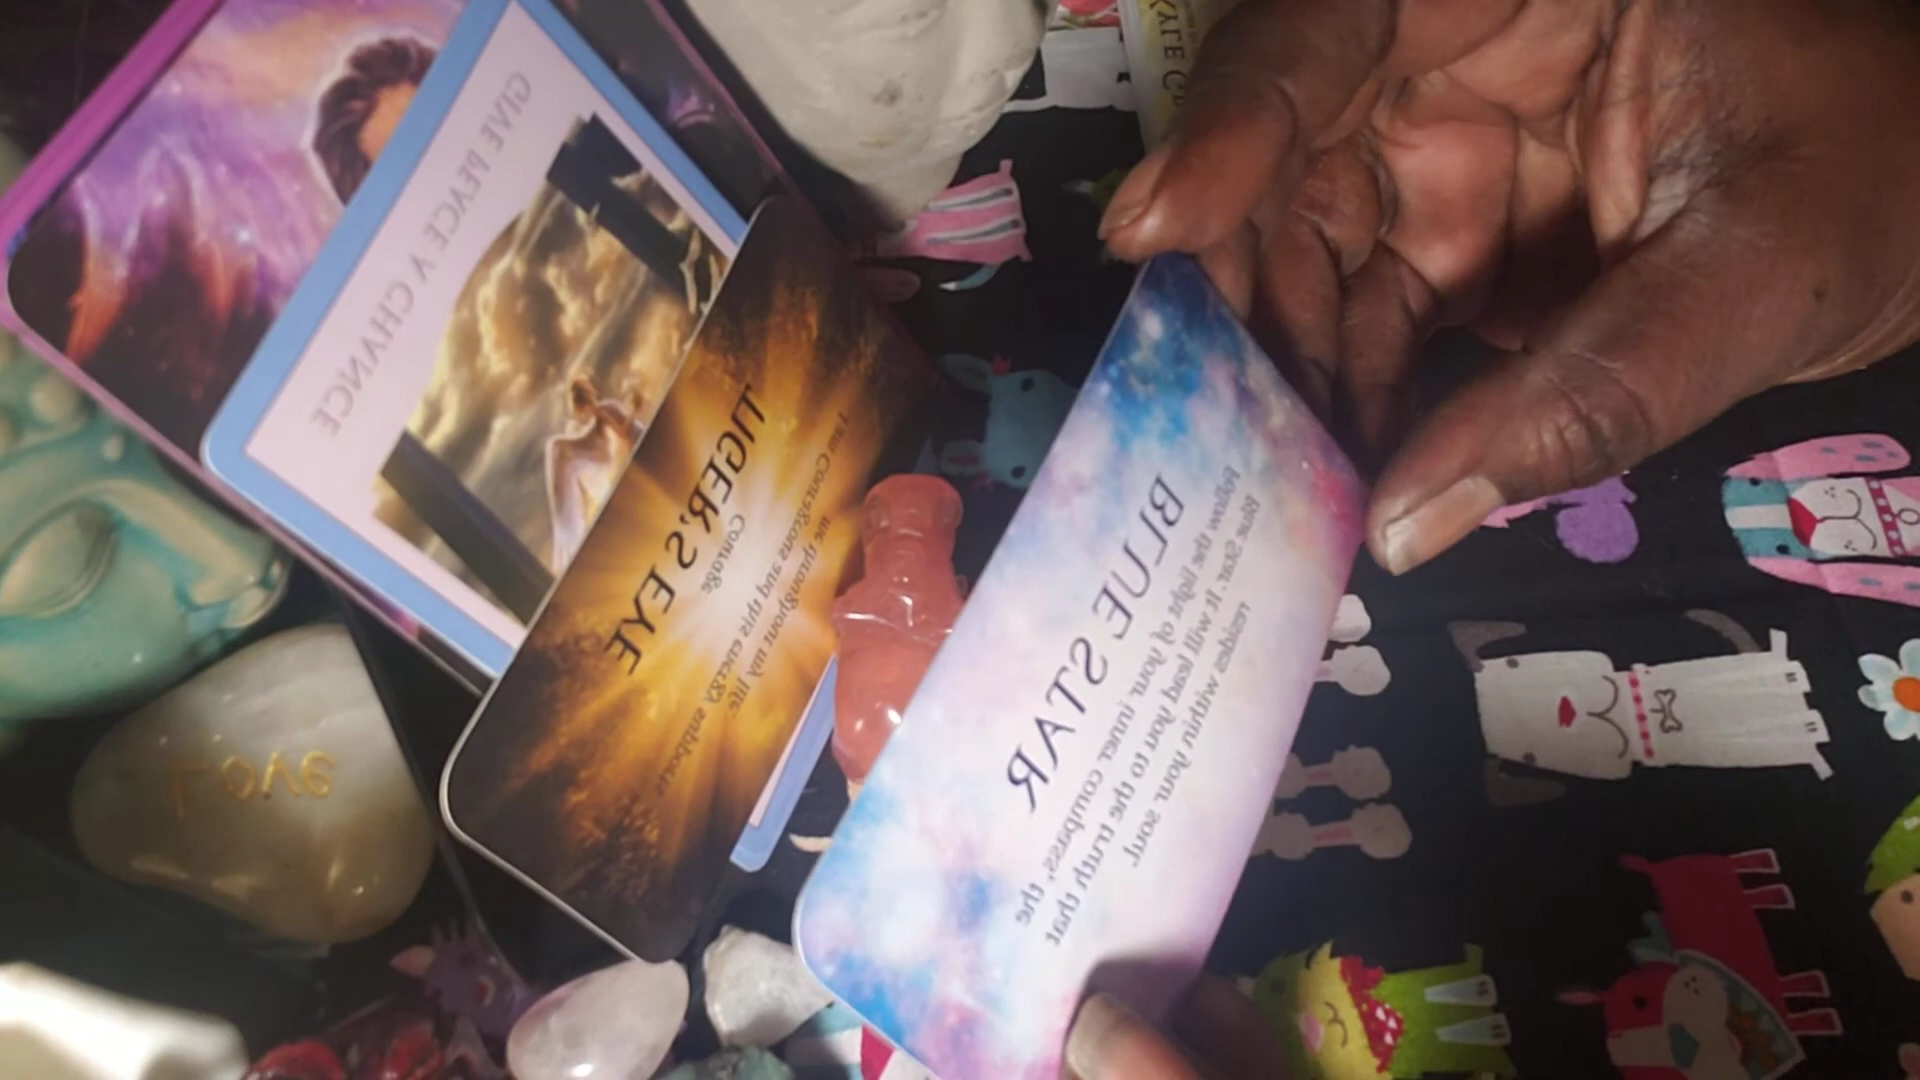 GIVE PEACE A CHANCE
TIGER'S EYE
Courage
I am Courageous and this energy supports
me throughout my life.
BLUE STAR
Follow the light of your inner compass, the
Blue Star. It will lead you to the truth that
resides within your soul.
Love
KYLE